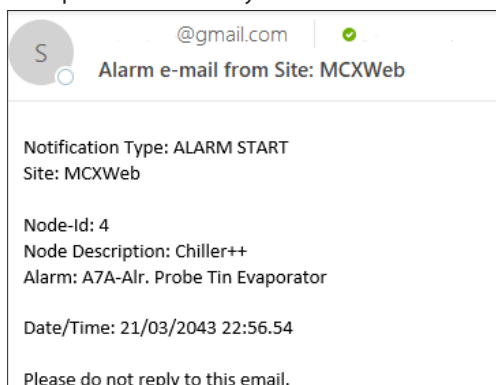 S
@gmail.com
Alarm e-mail from Site: MCXWeb
Notification Type: ALARM START
Site: MCXWeb
Node-Id: 4
Node Description: Chiller++
Alarm: A7A-Alr. Probe Tin Evaporator
Date/Time: 21/03/2043 22:56.54
Please do not reply to this email.